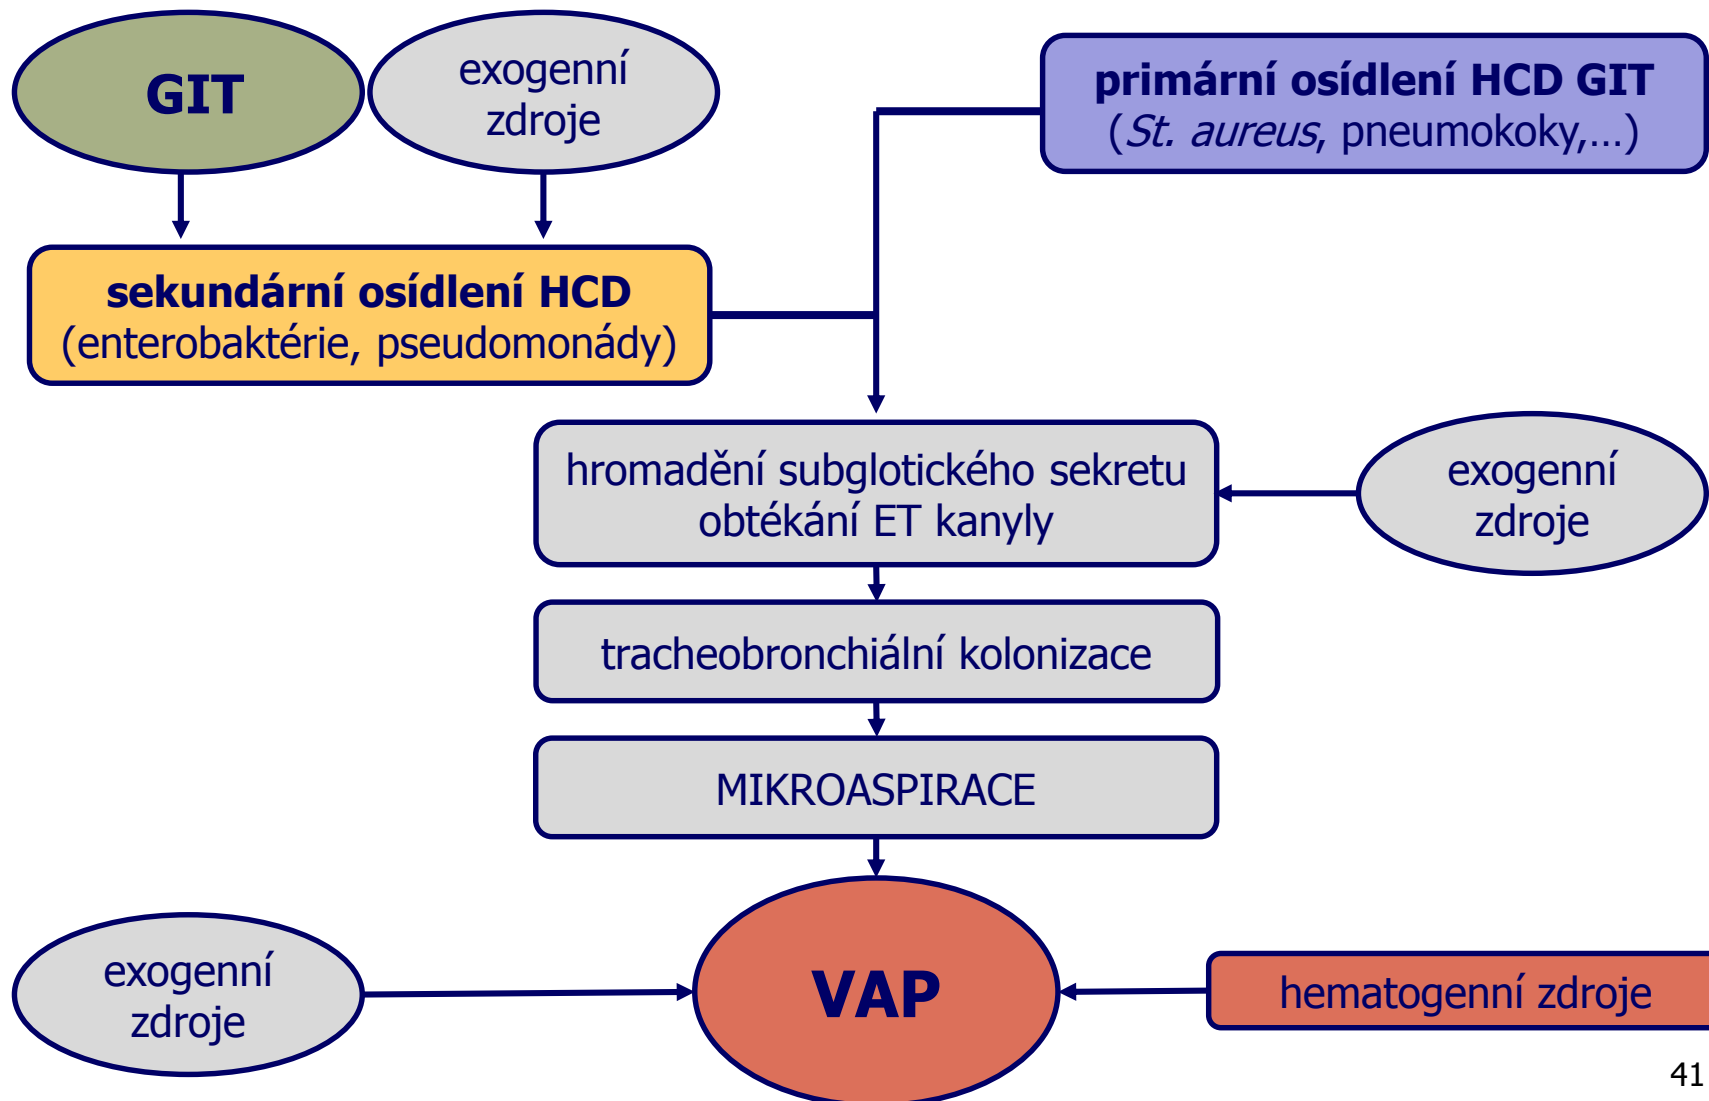 GIT
exogenní
zdroje
primární osídlení HCD GIT
(St. aureus, pneumokoky,...)
sekundární osídlení HCD
(enterobaktérie, pseudomonády)
hromadění subglotického sekretu
obtékání ET kanyly
exogenní
zdroje
tracheobronchiální kolonizace
MIKROASPIRACE
exogenní
zdroje
VAP
hematogenní zdroje
41